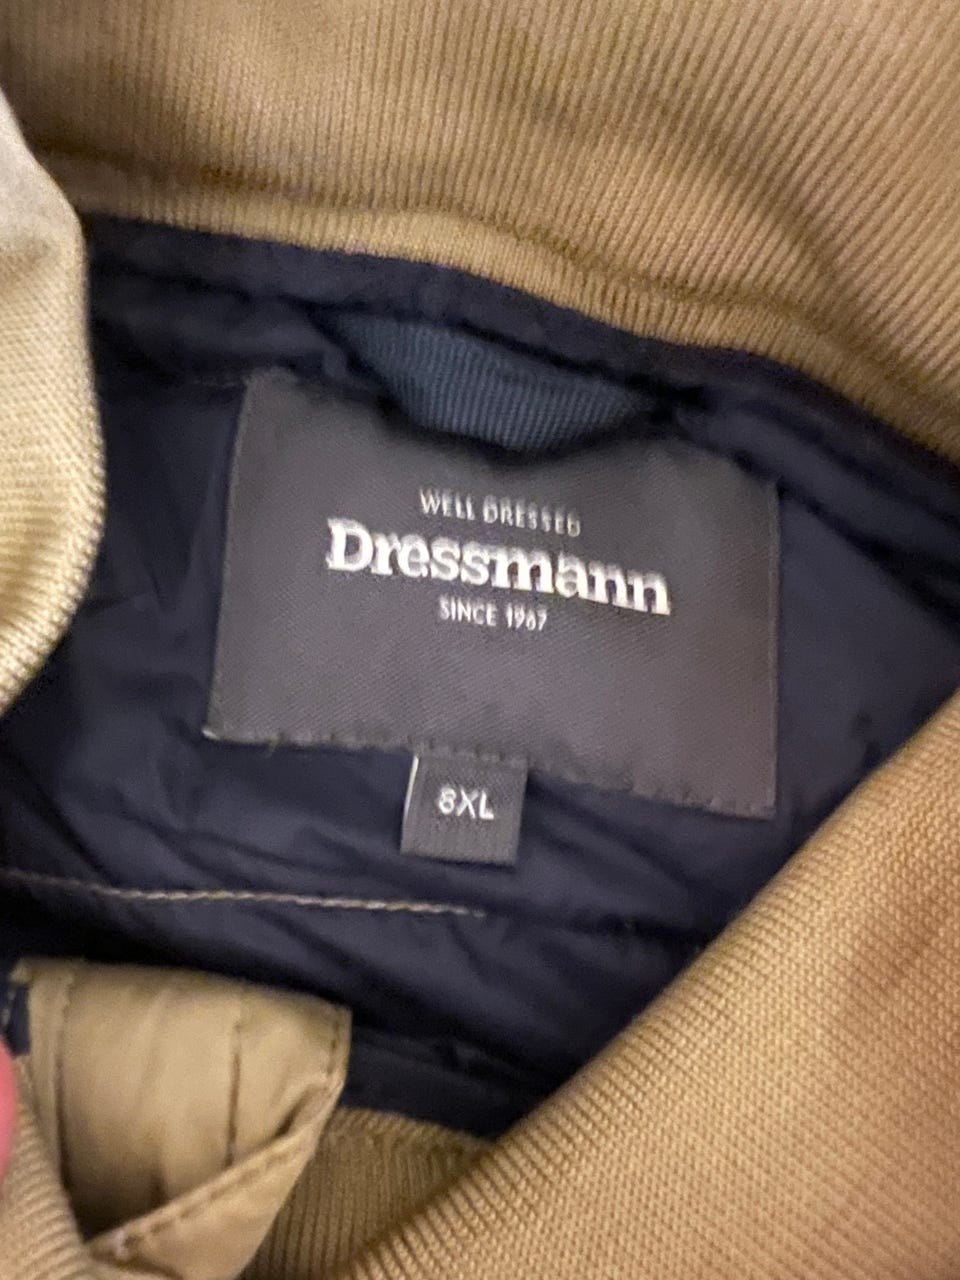 WELL DRESSED
Dressmann
SINCE 1967
8XL